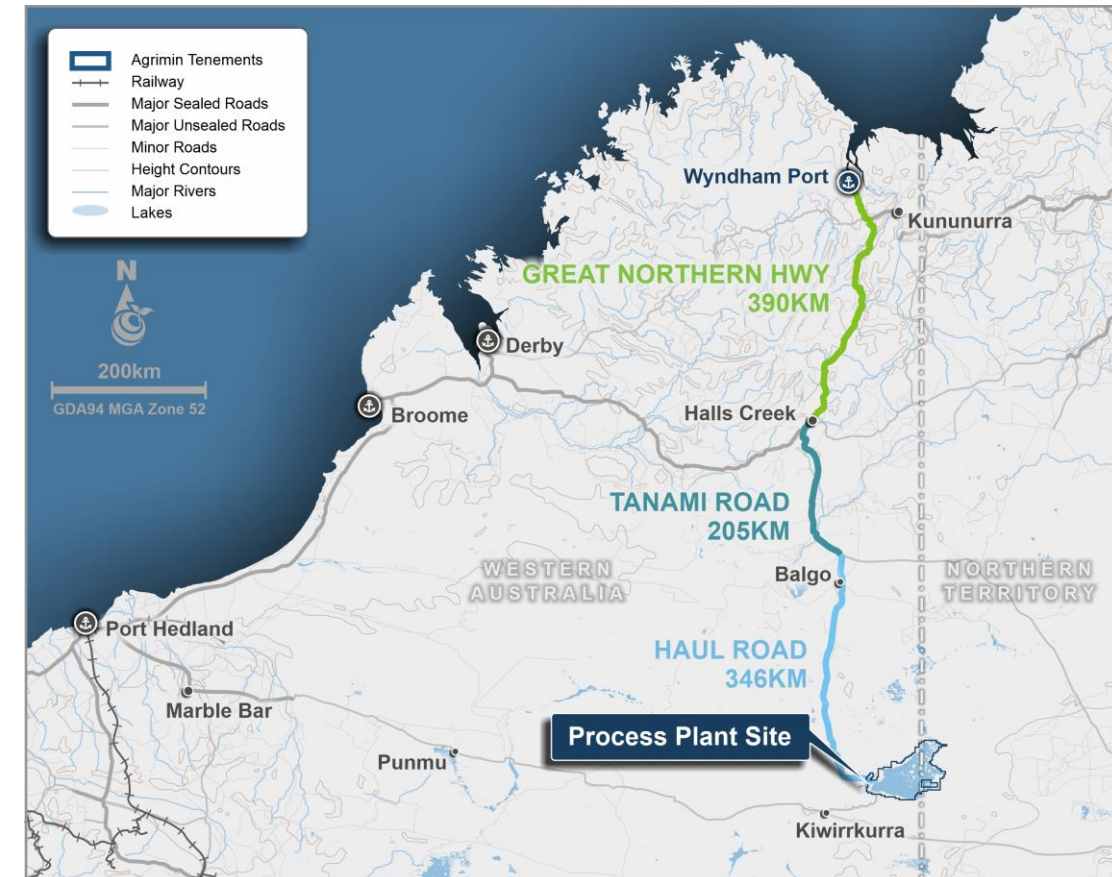 Agrimin Tenements
Railway
Major Sealed Roads
Major Unsealed Roads
Minor Roads
Height Contours
Major Rivers
Lakes
N
200km
GDA94 MGA Zone 52
Wyndham Port
Kununurra
GREAT NORTHERN HWY
390KM
Derby
Broome
Halls Creek
TANAMI ROAD
205KM
WESTERN
AUSTRALIA
Balgo
NORTHERN
TERRITORY
Port Hedland
HAUL ROAD
346KM
Marble Bar
Process Plant Site
Punmu
Kiwirrkurra